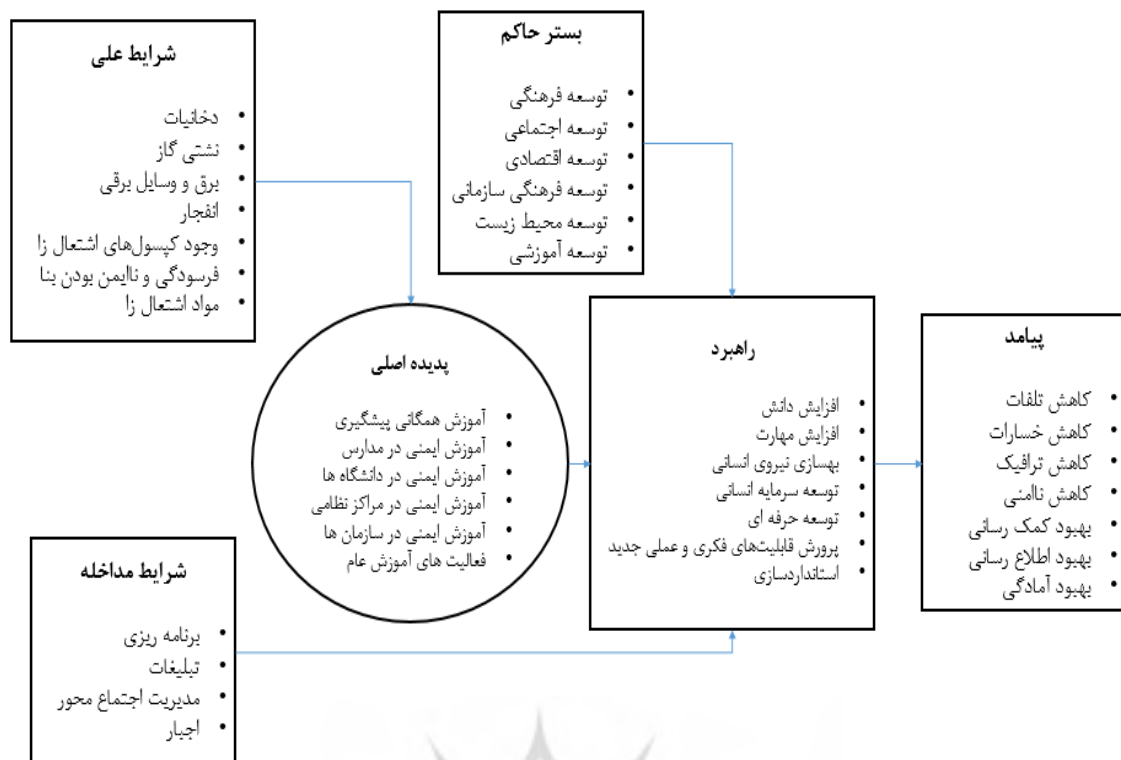 شرایط علی
• دخانیات
• نشتی گاز
• برق و وسایل برقی
• انفجار
• وجود کپسول‌های اشتعال زا
• فرسودگی و ناایمن بودن بنا
• مواد اشتعال زا
بستر حاکم
• توسعه فرهنگی
• توسعه اجتماعی
• توسعه اقتصادی
• توسعه فرهنگی سازمانی
• توسعه محیط زیست
• توسعه آموزشی
پدیده اصلی
• آموزش همگانی پیشگیری
• آموزش ایمنی در مدارس
• آموزش ایمنی در دانشگاه ها
• آموزش ایمنی در مراکز نظامی
• آموزش ایمنی در سازمان ها
• فعالیت های آموزش عام
شرایط مداخله
• برنامه ریزی
• تبلیغات
• مدیریت اجتماع محور
• اجبار
راهبرد
• افزایش دانش
• افزایش مهارت
• بهسازی نیروی انسانی
• توسعه سرمایه انسانی
• توسعه حرفه ای
• پرورش قابلیت‌های فکری و عملی جدید
• استانداردسازی
پیامد
• کاهش تلفات
• کاهش خسارات
• کاهش ترافیک
• کاهش ناامنی
• بهبود کمک رسانی
• بهبود اطلاع رسانی
• بهبود آمادگی